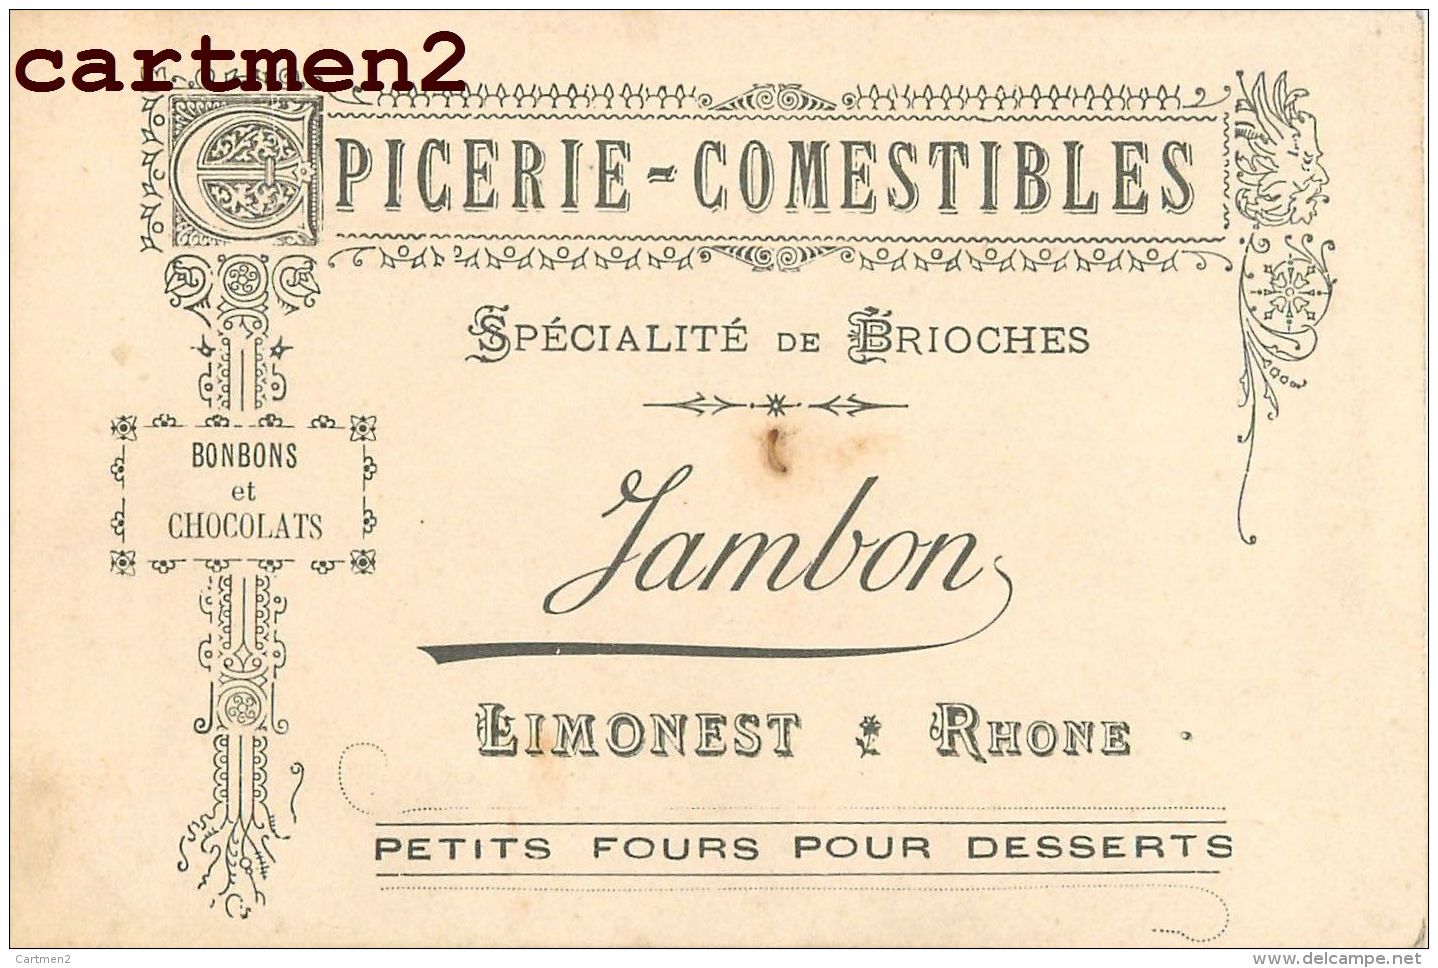 cartmen2
EPICERIE - COMESTIBLES
SPÉCIALITÉ DE BRIOCHES
BONBONS
et
CHOCOLATS
Jambon
LIMONEST * RHONE
PETITS FOURS POUR DESSERTS
Cartmen2
www.delcampe.net